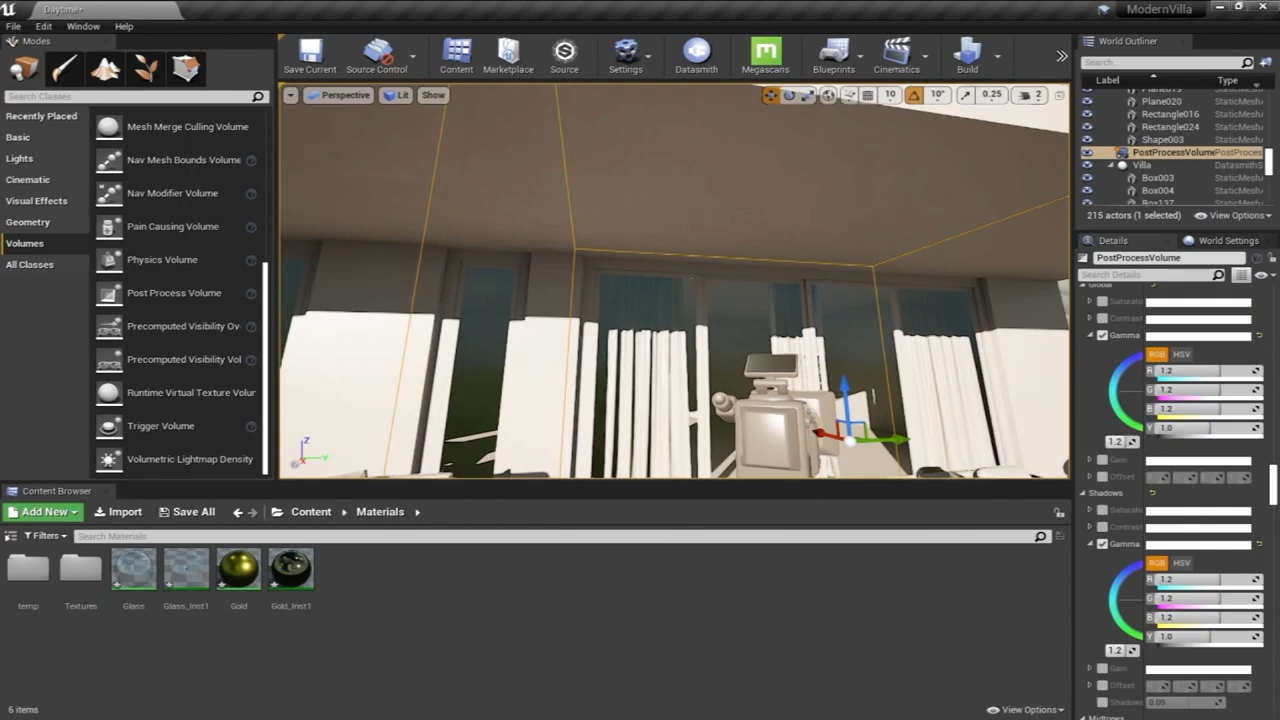 Daytime*
ModernVilla
File Edit Window Help
Modes
Search Classes
Recently Placed
Basic
Lights
Cinematic
Visual Effects
Geometry
Volumes
All Classes
Mesh Merge Culling Volume
Nav Mesh Bounds Volume
Nav Modifier Volume
Pain Causing Volume
Physics Volume
Post Process Volume
Precomputed Visibility Ov
Precomputed Visibility Vol
Runtime Virtual Texture Volur
Trigger Volume
Volumetric Lightmap Density
Save Current Source Control Content Marketplace Source Settings Datasmith Megascans Blueprints Cinematics Build
Perspective Lit Show 10 10° 0.25 2
Z
Y
X
World Outliner
Search...
Label Type
Plane019 StaticMesh
Plane020 StaticMesh
Rectangle016 StaticMesh
Rectangle024 StaticMesh
Shape003 StaticMesh
PostProcessVolume PostProces
Villa DatasmithS
Box003 StaticMesh
Box004 StaticMesh
Box137 StaticMesh
215 actors (1 selected) View Options
Details World Settings
PostProcessVolume
Search Details
Global
Saturatio
Contrast
Gamma
RGB HSV
R 1.2
G 1.2
B 1.2
Y 1.0
1.2
Gain
Offset
Shadows
Saturatio
Contrast
Gamma
RGB HSV
R 1.2
G 1.2
B 1.2
Y 1.0
1.2
Gain
Offset
Shadows 0.09
Midtones
Content Browser
Add New Import Save All Content Materials
Filters Search Materials
temp Textures Glass Glass_Inst1 Gold Gold_Inst1
6 items View Options